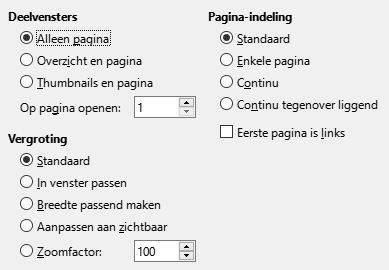 Deelvensters
Alleen pagina
Overzicht en pagina
Thumbnails en pagina
Op pagina openen: 1
Vergroting
Standaard
In venster passen
Breedte passend maken
Aanpassen aan zichtbaar
Zoomfactor: 100
Pagina-indeling
Standaard
Enkele pagina
Continu
Continu tegenover liggend
Eerste pagina is links